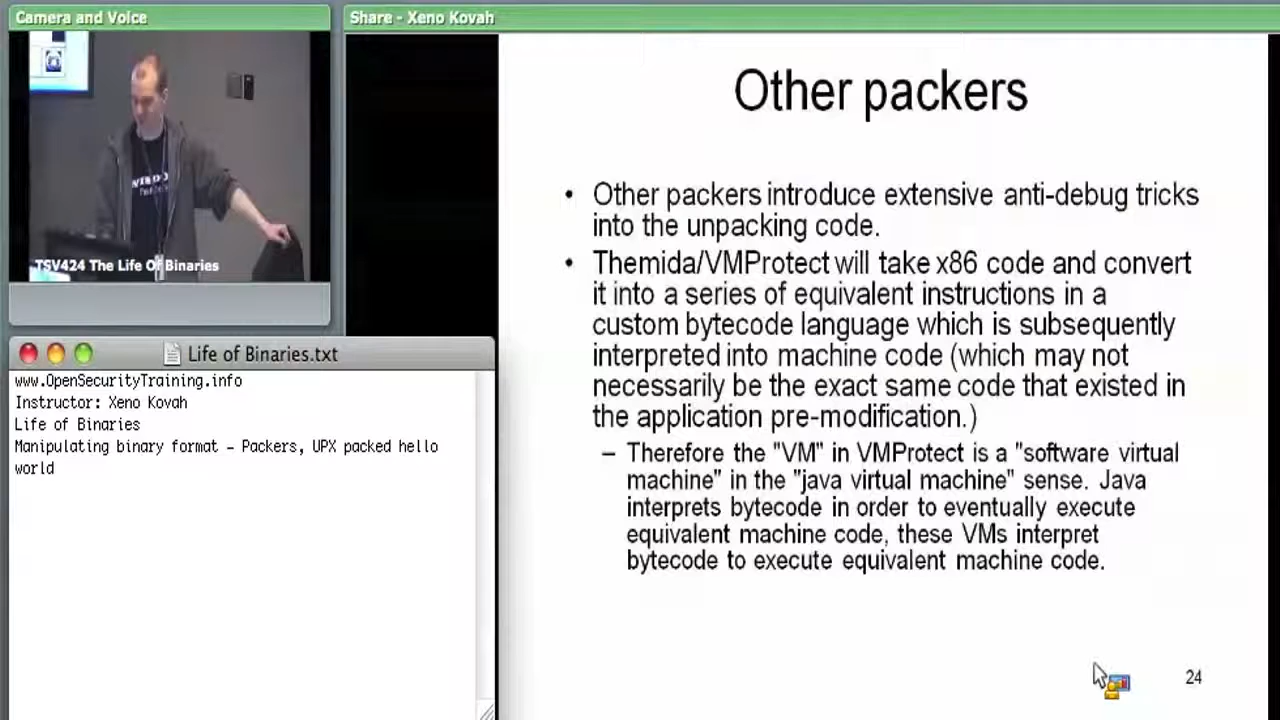 Camera and Voice
Share - Xeno Kovah
TSV424 The Life Of Binaries
Life of Binaries.txt
www.OpenSecurityTraining.info
Instructor: Xeno Kovah
Life of Binaries
Manipulating binary format - Packers, UPX packed hello
world
Other packers
• Other packers introduce extensive anti-debug tricks
into the unpacking code.
• Themida/VMProtect will take x86 code and convert
it into a series of equivalent instructions in a
custom bytecode language which is subsequently
interpreted into machine code (which may not
necessarily be the exact same code that existed in
the application pre-modification.)
– Therefore the "VM" in VMProtect is a "software virtual
machine" in the "java virtual machine" sense. Java
interprets bytecode in order to eventually execute
equivalent machine code, these VMs interpret
bytecode to execute equivalent machine code.
24